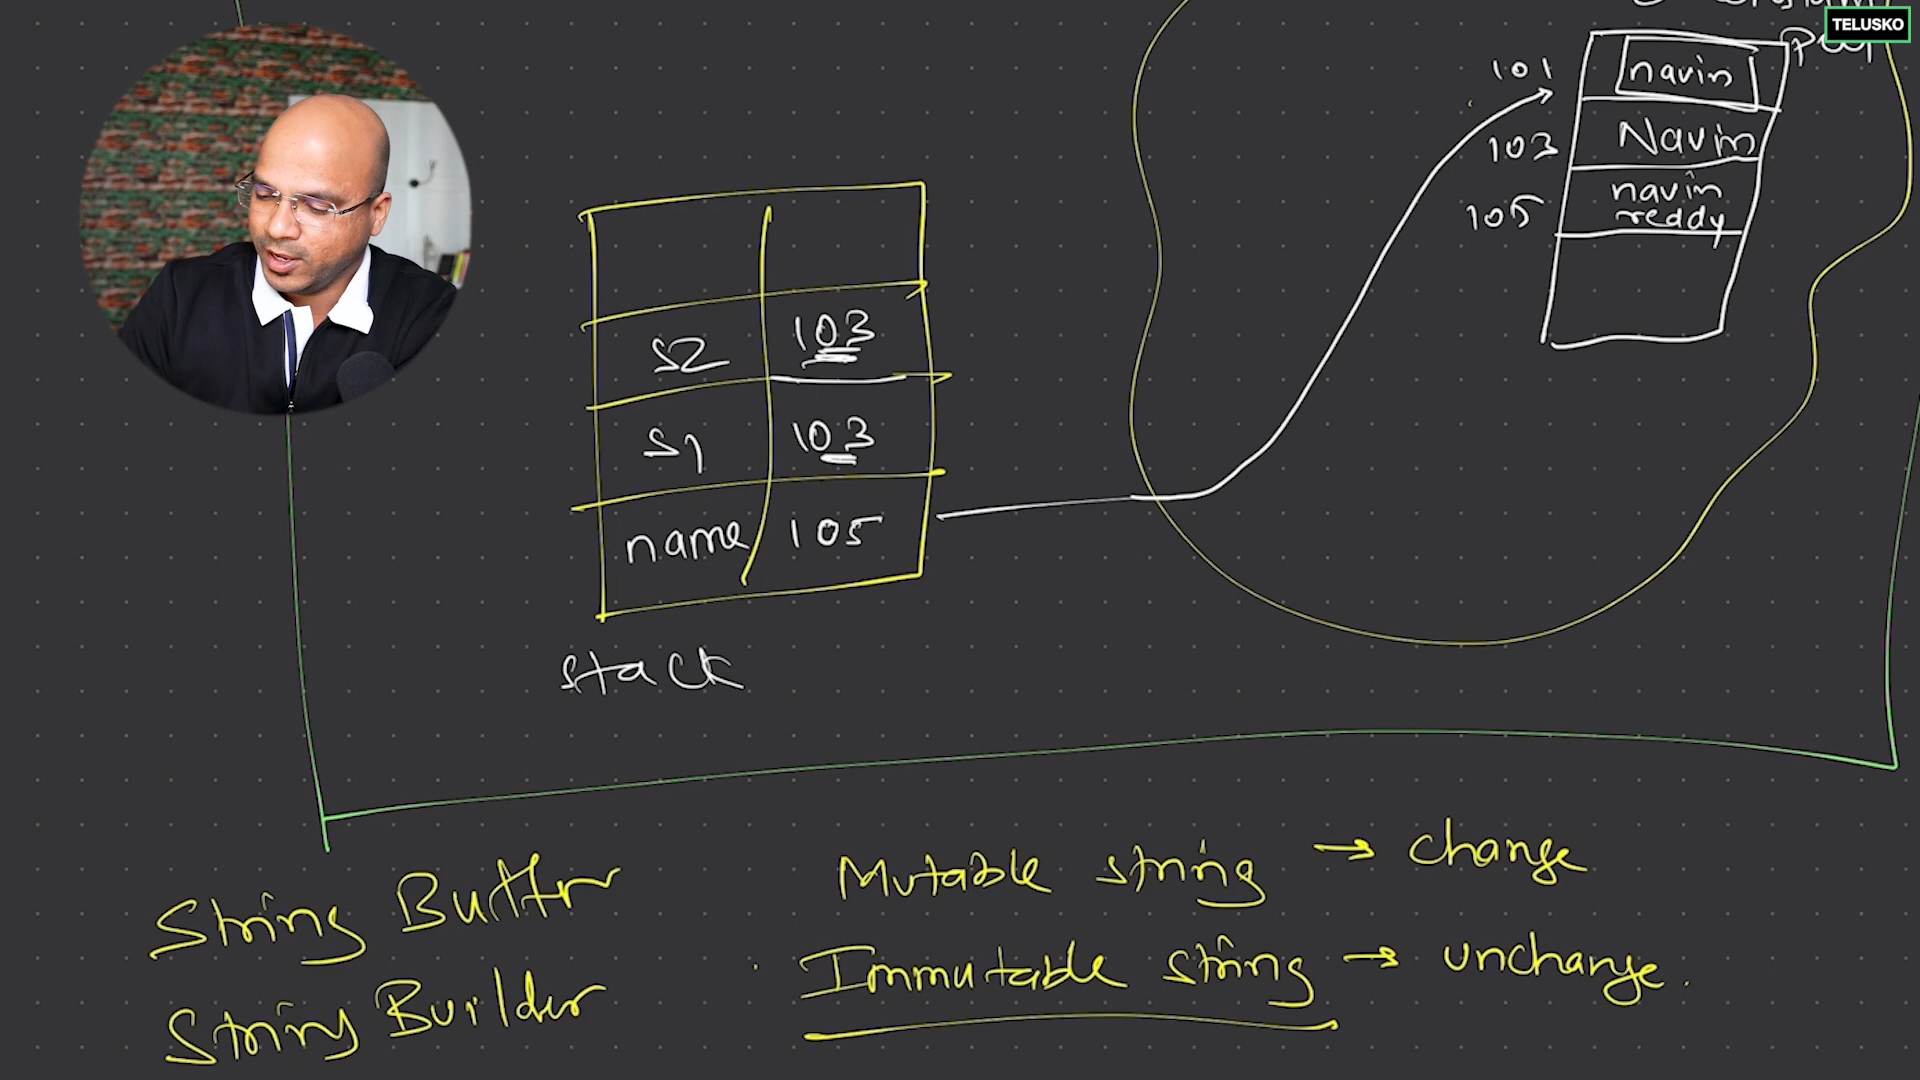 TELUSKO
101 navin
103 Navin
105 navin
reddy
S2 103
S1 103
name 105
stack
Mutable string → change
String Buffer
Immutable string → unchange.
String Builder